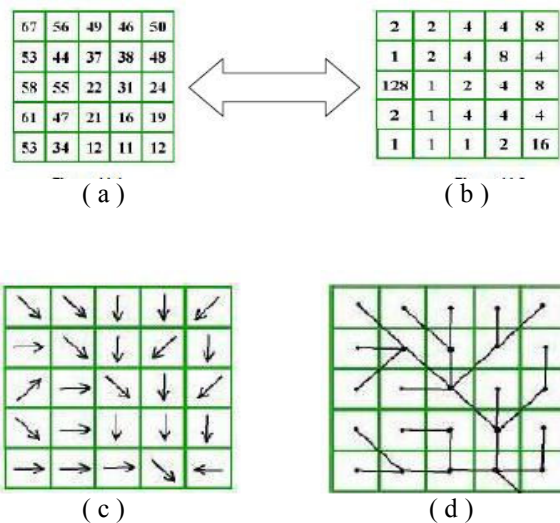 67 56 49 46 50
53 44 37 38 48
58 55 22 31 24
61 47 21 16 19
53 34 12 11 12
( a )
2 2 4 4 8
1 2 4 8 4
128 1 2 4 8
2 1 4 4 4
1 1 1 2 16
( b )
( c )
( d )